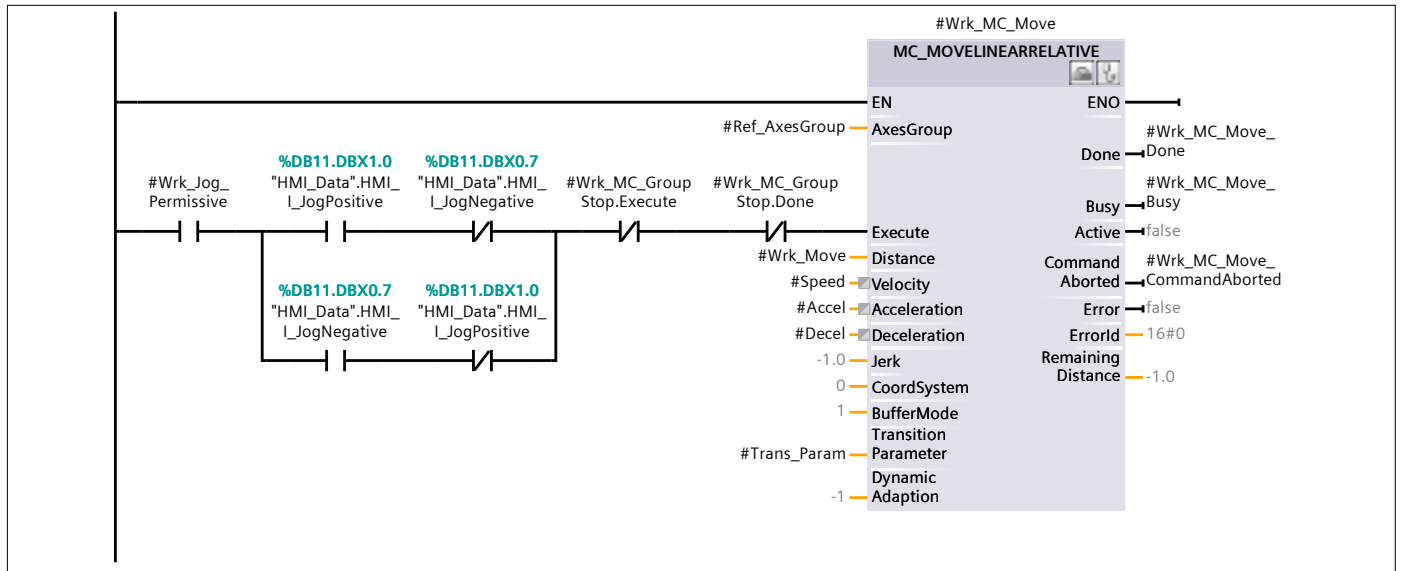 #Wrk_MC_Move
MC_MOVELINEARRELATIVE
EN
ENO
#Ref_AxesGroup
AxesGroup
#Wrk_MC_Move_
Done
Done
%DB11.DBX1.0
%DB11.DBX0.7
#Wrk_Jog_
Permissive
"HMI_Data".HMI_
I_JogPositive
"HMI_Data".HMI_
I_JogNegative
#Wrk_MC_Group
Stop.Execute
#Wrk_MC_Group
Stop.Done
#Wrk_MC_Move_
Busy
Busy
Execute
Active
false
#Wrk_Move
Distance
Command
Aborted
#Wrk_MC_Move_
CommandAborted
#Speed
Velocity
%DB11.DBX0.7
%DB11.DBX1.0
"HMI_Data".HMI_
I_JogNegative
"HMI_Data".HMI_
I_JogPositive
#Accel
Acceleration
Error
false
#Decel
Deceleration
ErrorId
16#0
-1.0
Jerk
Remaining
Distance
-1.0
0
CoordSystem
1
BufferMode
#Trans_Param
Transition
Parameter
-1
Dynamic
Adaption